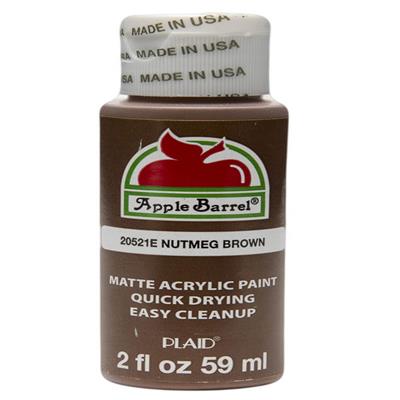 MADE IN USA
MADE IN USA
MADE IN USA
Apple Barrel®
20521E NUTMEG BROWN
MATTE ACRYLIC PAINT
QUICK DRYING
EASY CLEANUP
PLAID®
2 fl oz 59 ml